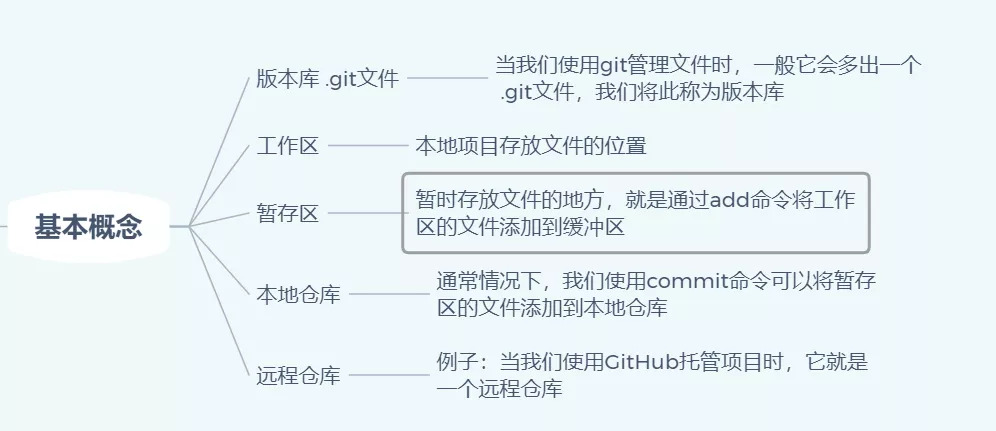 基本概念
版本库 .git文件
当我们使用git管理文件时，一般它会多出一个
.git文件，我们将此称为版本库
工作区
本地项目存放文件的位置
暂存区
暂时存放文件的地方，就是通过add命令将工作
区的文件添加到缓冲区
本地仓库
通常情况下，我们使用commit命令可以将暂存
区的文件添加到本地仓库
远程仓库
例子：当我们使用GitHub托管项目时，它就是
一个远程仓库